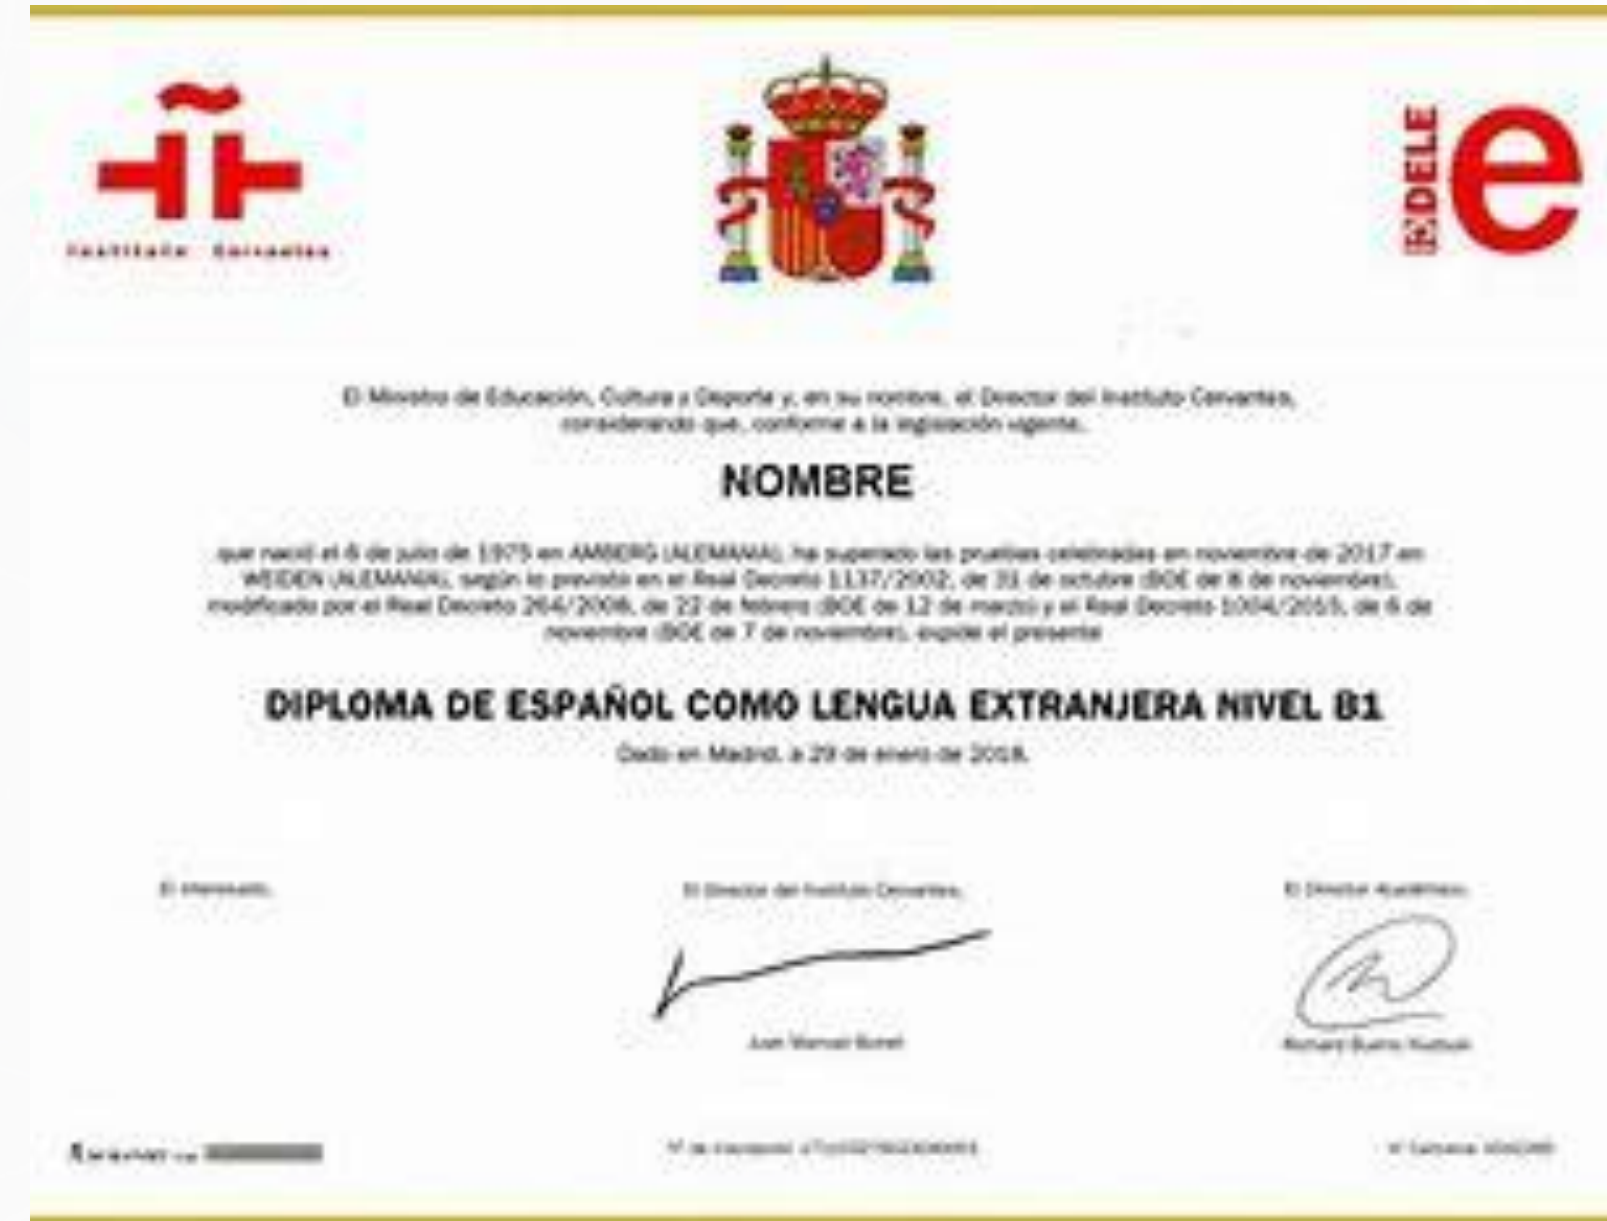 Instituto Cervantes
DELE
e
El Ministro de Educación, Cultura y Deporte y, en su nombre, el Director del Instituto Cervantes,
considerando que, conforme a la legislación vigente,
NOMBRE
que nació el 6 de julio de 1975 en AMBERG (ALEMANIA), ha superado las pruebas celebradas en noviembre de 2017 en
WEIDEN (ALEMANIA), según lo previsto en el Real Decreto 1137/2002, de 31 de octubre (BOE de 8 de noviembre),
modificado por el Real Decreto 264/2008, de 22 de febrero (BOE de 12 de marzo) y el Real Decreto 1004/2015, de 6 de
noviembre (BOE de 7 de noviembre), expide el presente
DIPLOMA DE ESPAÑOL COMO LENGUA EXTRANJERA NIVEL B1
Dado en Madrid, a 29 de enero de 2018.
El interesado,
El Director del Instituto Cervantes,
El Director Académico,
Juan Manuel Bonet
Richard Bueno Hudson
Nº de inscripción